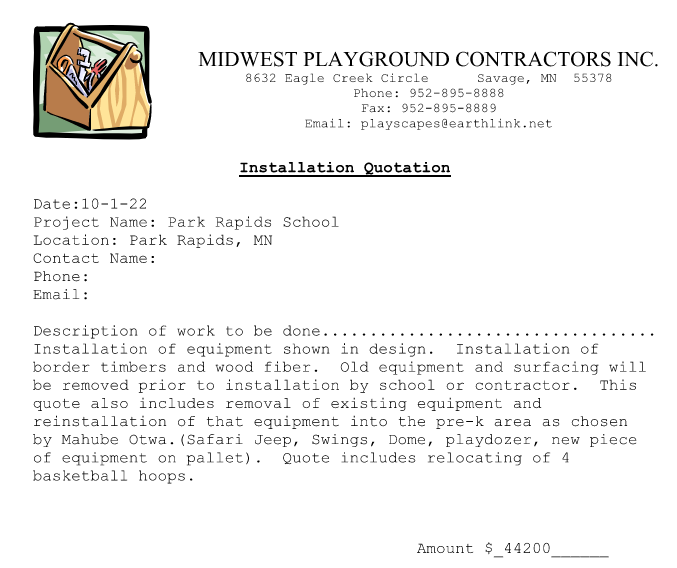 MIDWEST PLAYGROUND CONTRACTORS INC.
8632 Eagle Creek Circle Savage, MN 55378
Phone: 952-895-8888
Fax: 952-895-8889
Email: playscapes@earthlink.net
Installation Quotation
Date:10-1-22
Project Name: Park Rapids School
Location: Park Rapids, MN
Contact Name:
Phone:
Email:
Description of work to be done...................................
Installation of equipment shown in design. Installation of
border timbers and wood fiber. Old equipment and surfacing will
be removed prior to installation by school or contractor. This
quote also includes removal of existing equipment and
reinstallation of that equipment into the pre-k area as chosen
by Mahube Otwa.(Safari Jeep, Swings, Dome, playdozer, new piece
of equipment on pallet). Quote includes relocating of 4
basketball hoops.
Amount $_44200______